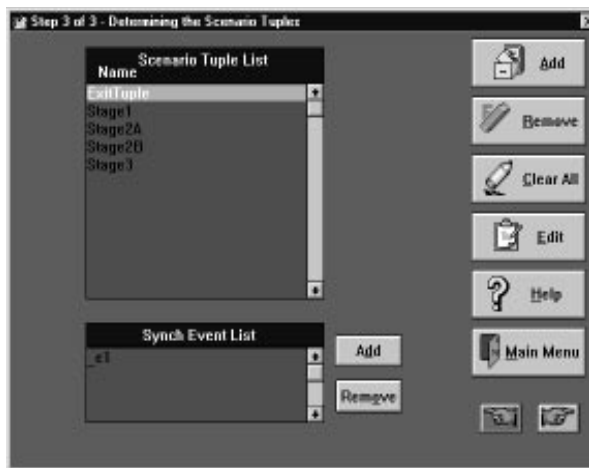 Step 3 of 3 - Determining the Scenario Tuples
Scenario Tuple List
Name
ExitTuple
Stage1
Stage2A
Stage2B
Stage3
Synch Event List
_e1
Add
Remove
Add
Remove
Clear All
Edit
Help
Main Menu